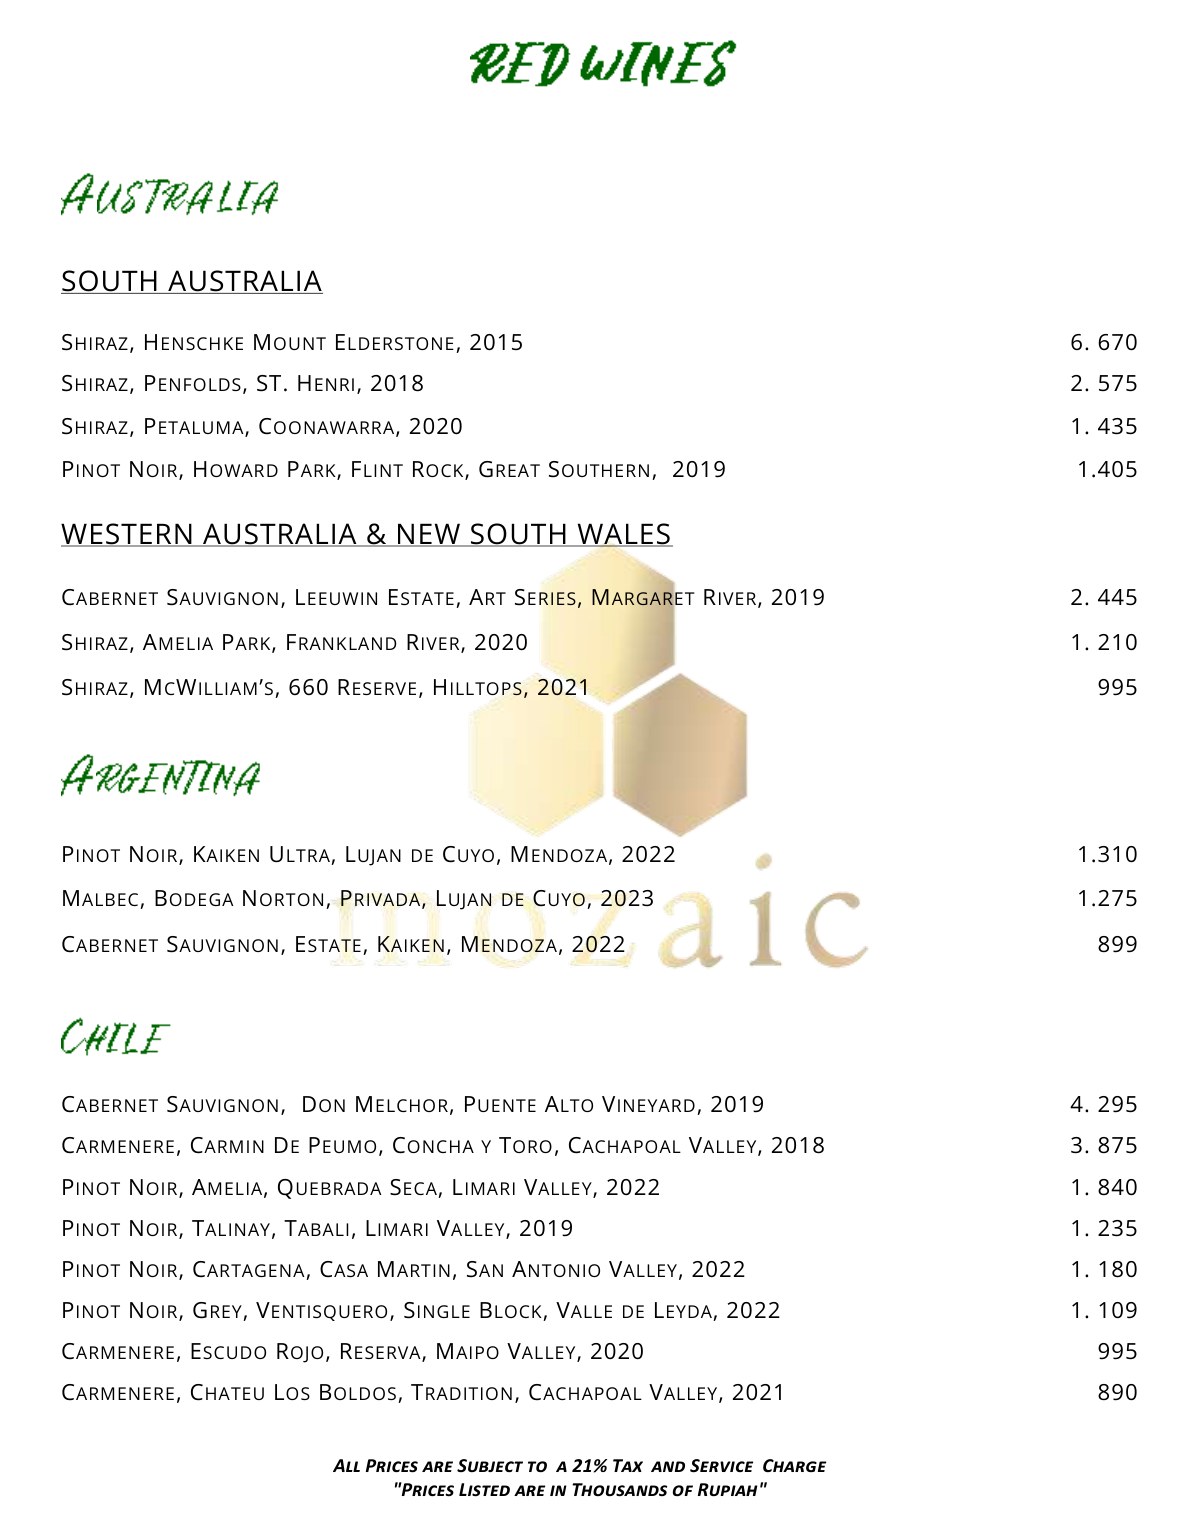 RED WINES
AUSTRALIA
SOUTH AUSTRALIA
SHIRAZ, HENSCHKE MOUNT ELDERSTONE, 2015 6. 670
SHIRAZ, PENFOLDS, ST. HENRI, 2018 2. 575
SHIRAZ, PETALUMA, COONAWARRA, 2020 1. 435
PINOT NOIR, HOWARD PARK, FLINT ROCK, GREAT SOUTHERN, 2019 1.405
WESTERN AUSTRALIA & NEW SOUTH WALES
CABERNET SAUVIGNON, LEEUWIN ESTATE, ART SERIES, MARGARET RIVER, 2019 2. 445
SHIRAZ, AMELIA PARK, FRANKLAND RIVER, 2020 1. 210
SHIRAZ, MCWILLIAM’S, 660 RESERVE, HILLTOPS, 2021 995
ARGENTINA
PINOT NOIR, KAIKEN ULTRA, LUJAN DE CUYO, MENDOZA, 2022 1.310
MALBEC, BODEGA NORTON, PRIVADA, LUJAN DE CUYO, 2023 1.275
mozaic
CABERNET SAUVIGNON, ESTATE, KAIKEN, MENDOZA, 2022 899
CHILE
CABERNET SAUVIGNON, DON MELCHOR, PUENTE ALTO VINEYARD, 2019 4. 295
CARMENERE, CARMIN DE PEUMO, CONCHA Y TORO, CACHAPOAL VALLEY, 2018 3. 875
PINOT NOIR, AMELIA, QUEBRADA SECA, LIMARI VALLEY, 2022 1. 840
PINOT NOIR, TALINAY, TABALI, LIMARI VALLEY, 2019 1. 235
PINOT NOIR, CARTAGENA, CASA MARTIN, SAN ANTONIO VALLEY, 2022 1. 180
PINOT NOIR, GREY, VENTISQUERO, SINGLE BLOCK, VALLE DE LEYDA, 2022 1. 109
CARMENERE, ESCUDO ROJO, RESERVA, MAIPO VALLEY, 2020 995
CARMENERE, CHATEU LOS BOLDOS, TRADITION, CACHAPOAL VALLEY, 2021 890
ALL PRICES ARE SUBJECT TO A 21% TAX AND SERVICE CHARGE
"PRICES LISTED ARE IN THOUSANDS OF RUPIAH"